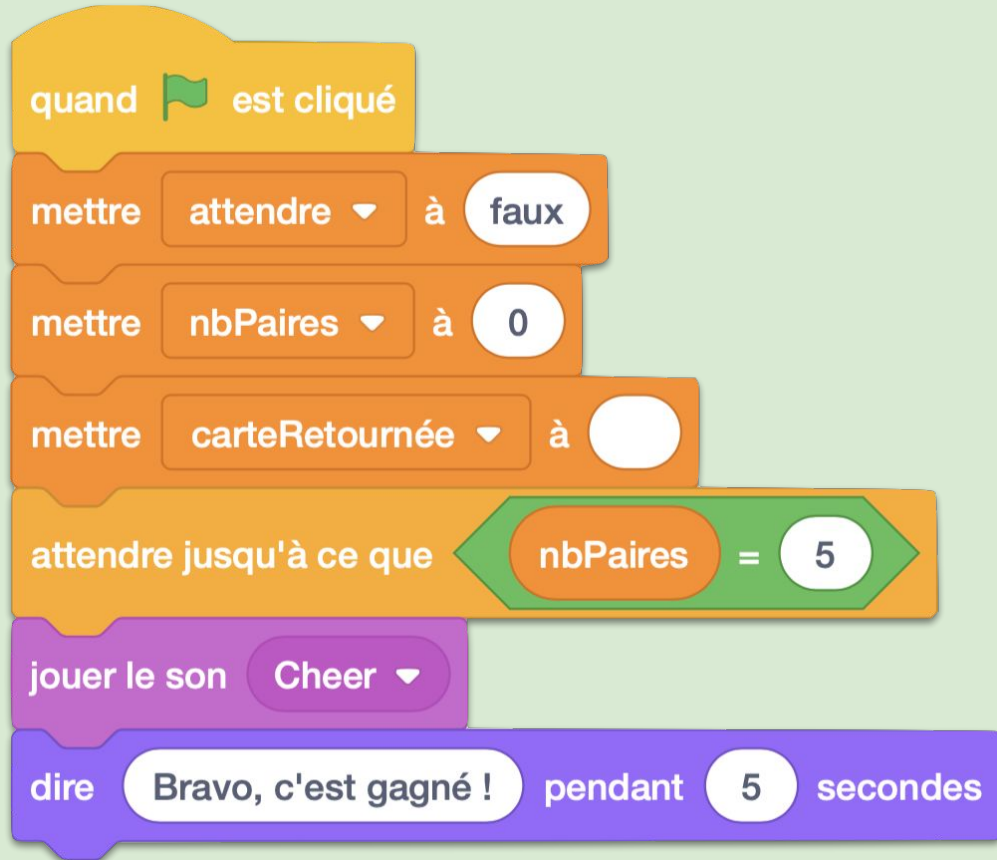 quand est cliqué
mettre attendre à faux
mettre nbPaires à 0
mettre carteRetournée à
attendre jusqu'à ce que nbPaires = 5
jouer le son Cheer
dire Bravo, c'est gagné ! pendant 5 secondes